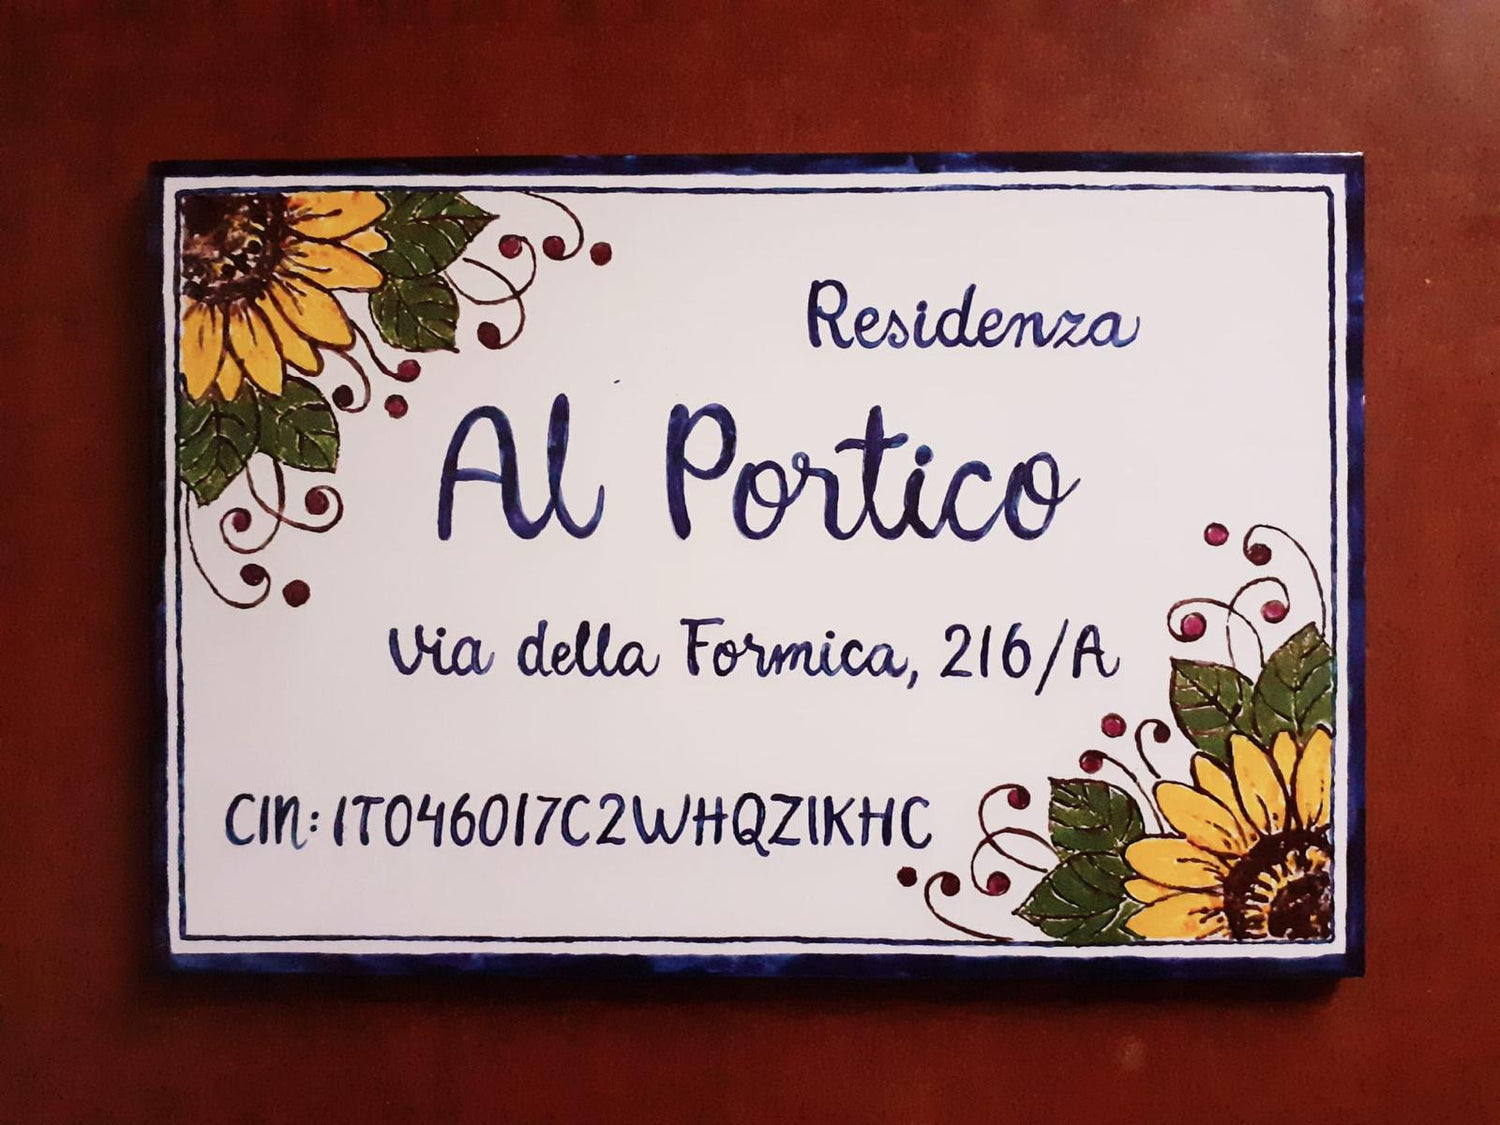 Residenza
Al Portico
Via della Formica, 216/A
CIN: IT046017C2WHQZIKHC